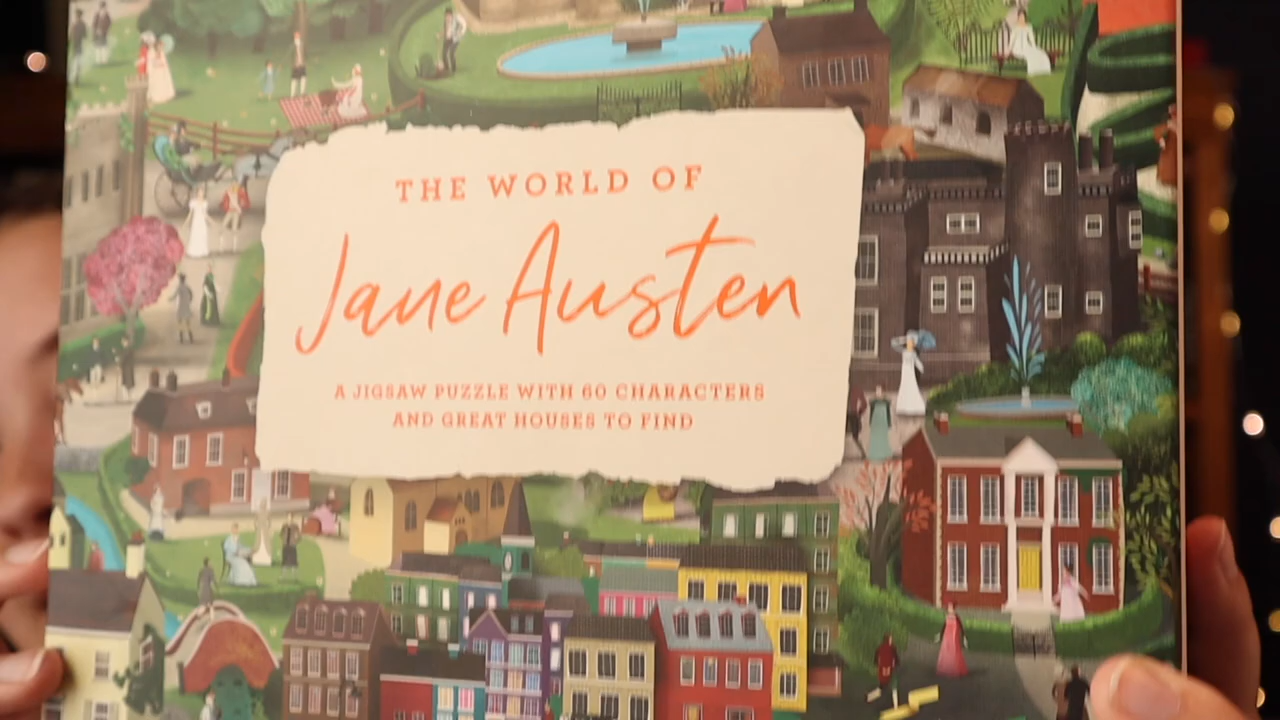 THE WORLD OF
Jane Austen
A JIGSAW PUZZLE WITH 60 CHARACTERS
AND GREAT HOUSES TO FIND